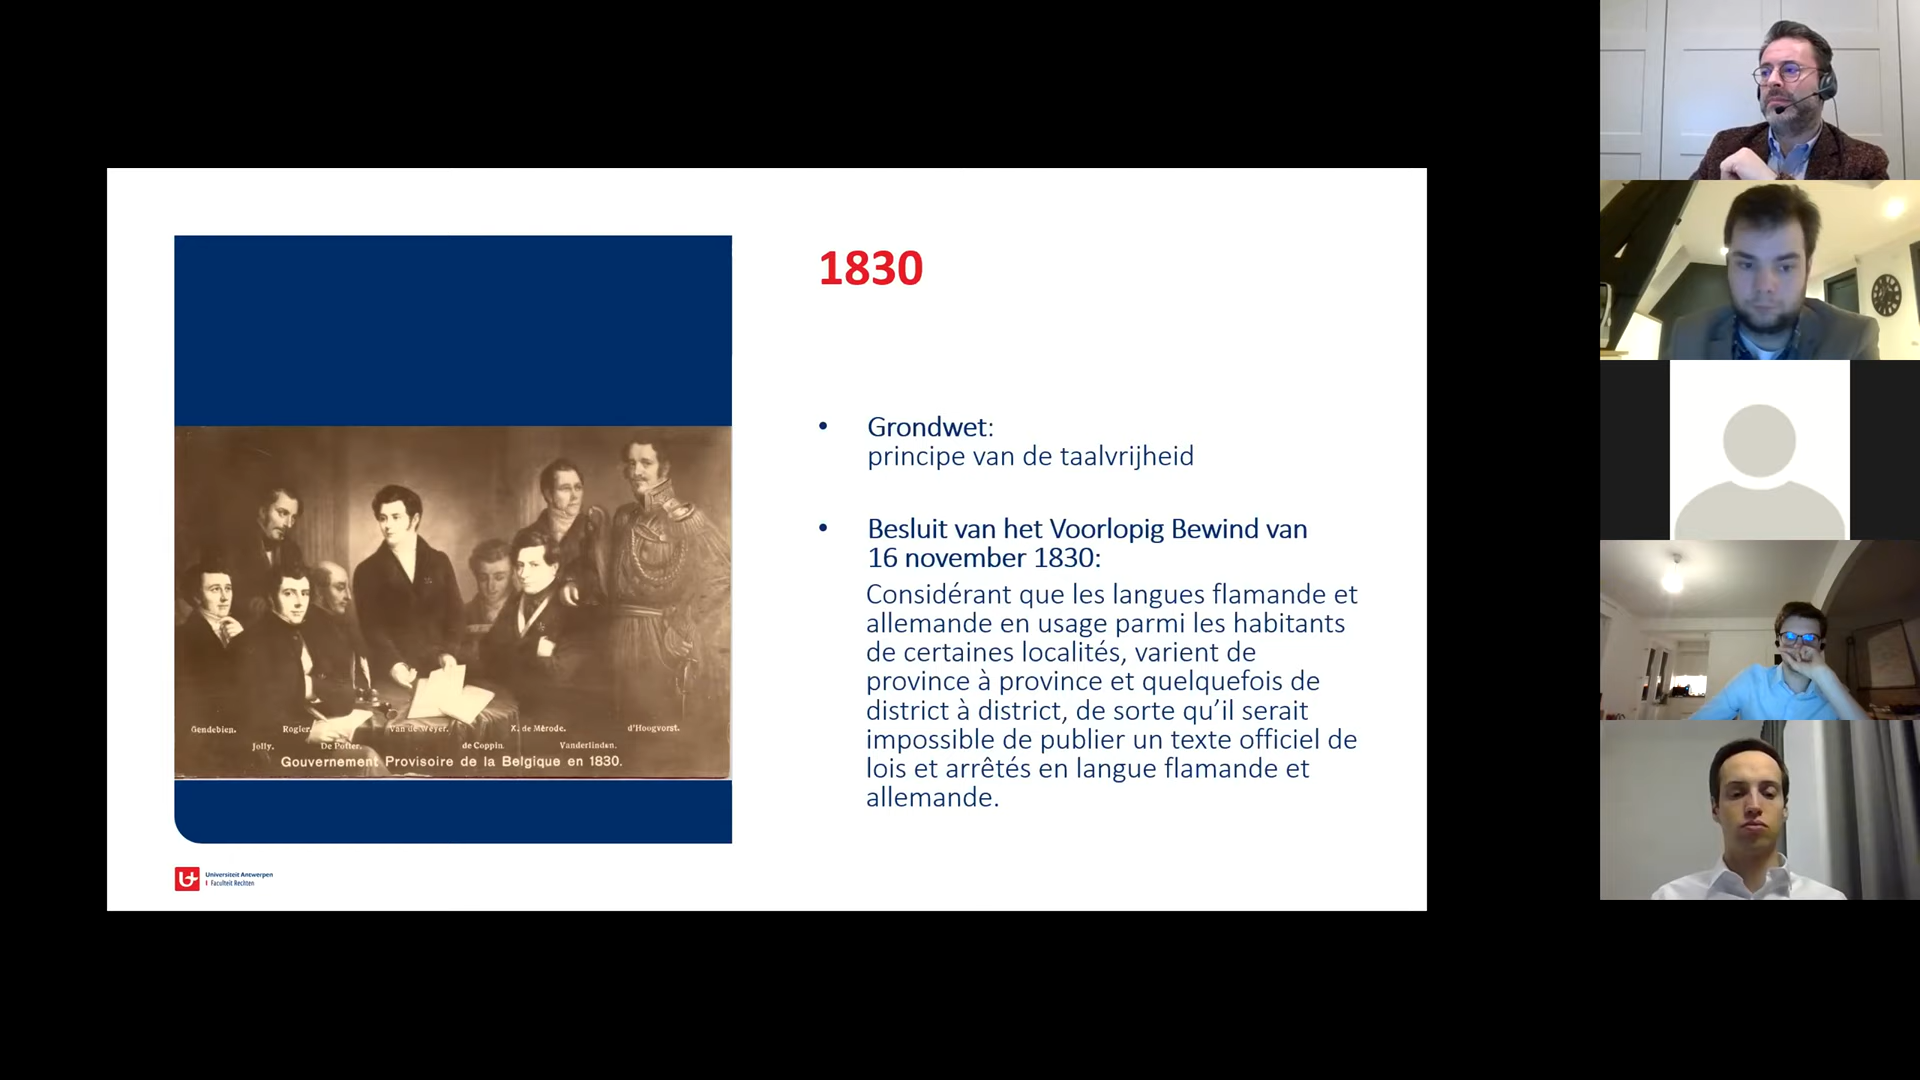 1830
• Grondwet:
principe van de taalvrijheid
• Besluit van het Voorlopig Bewind van
16 november 1830:
Considérant que les langues flamande et
allemande en usage parmi les habitants
de certaines localités, varient de
province à province et quelquefois de
district à district, de sorte qu’il serait
impossible de publier un texte officiel de
lois et arrêtés en langue flamande et
allemande.
Gendebien. Rogier. Van de Weyer. X. de Mérode. d'Hoogvorst.
Jolly. De Potter. de Coppin. Vanderlinden.
Gouvernement Provisoire de la Belgique en 1830.
Universiteit Antwerpen
Faculteit Rechten